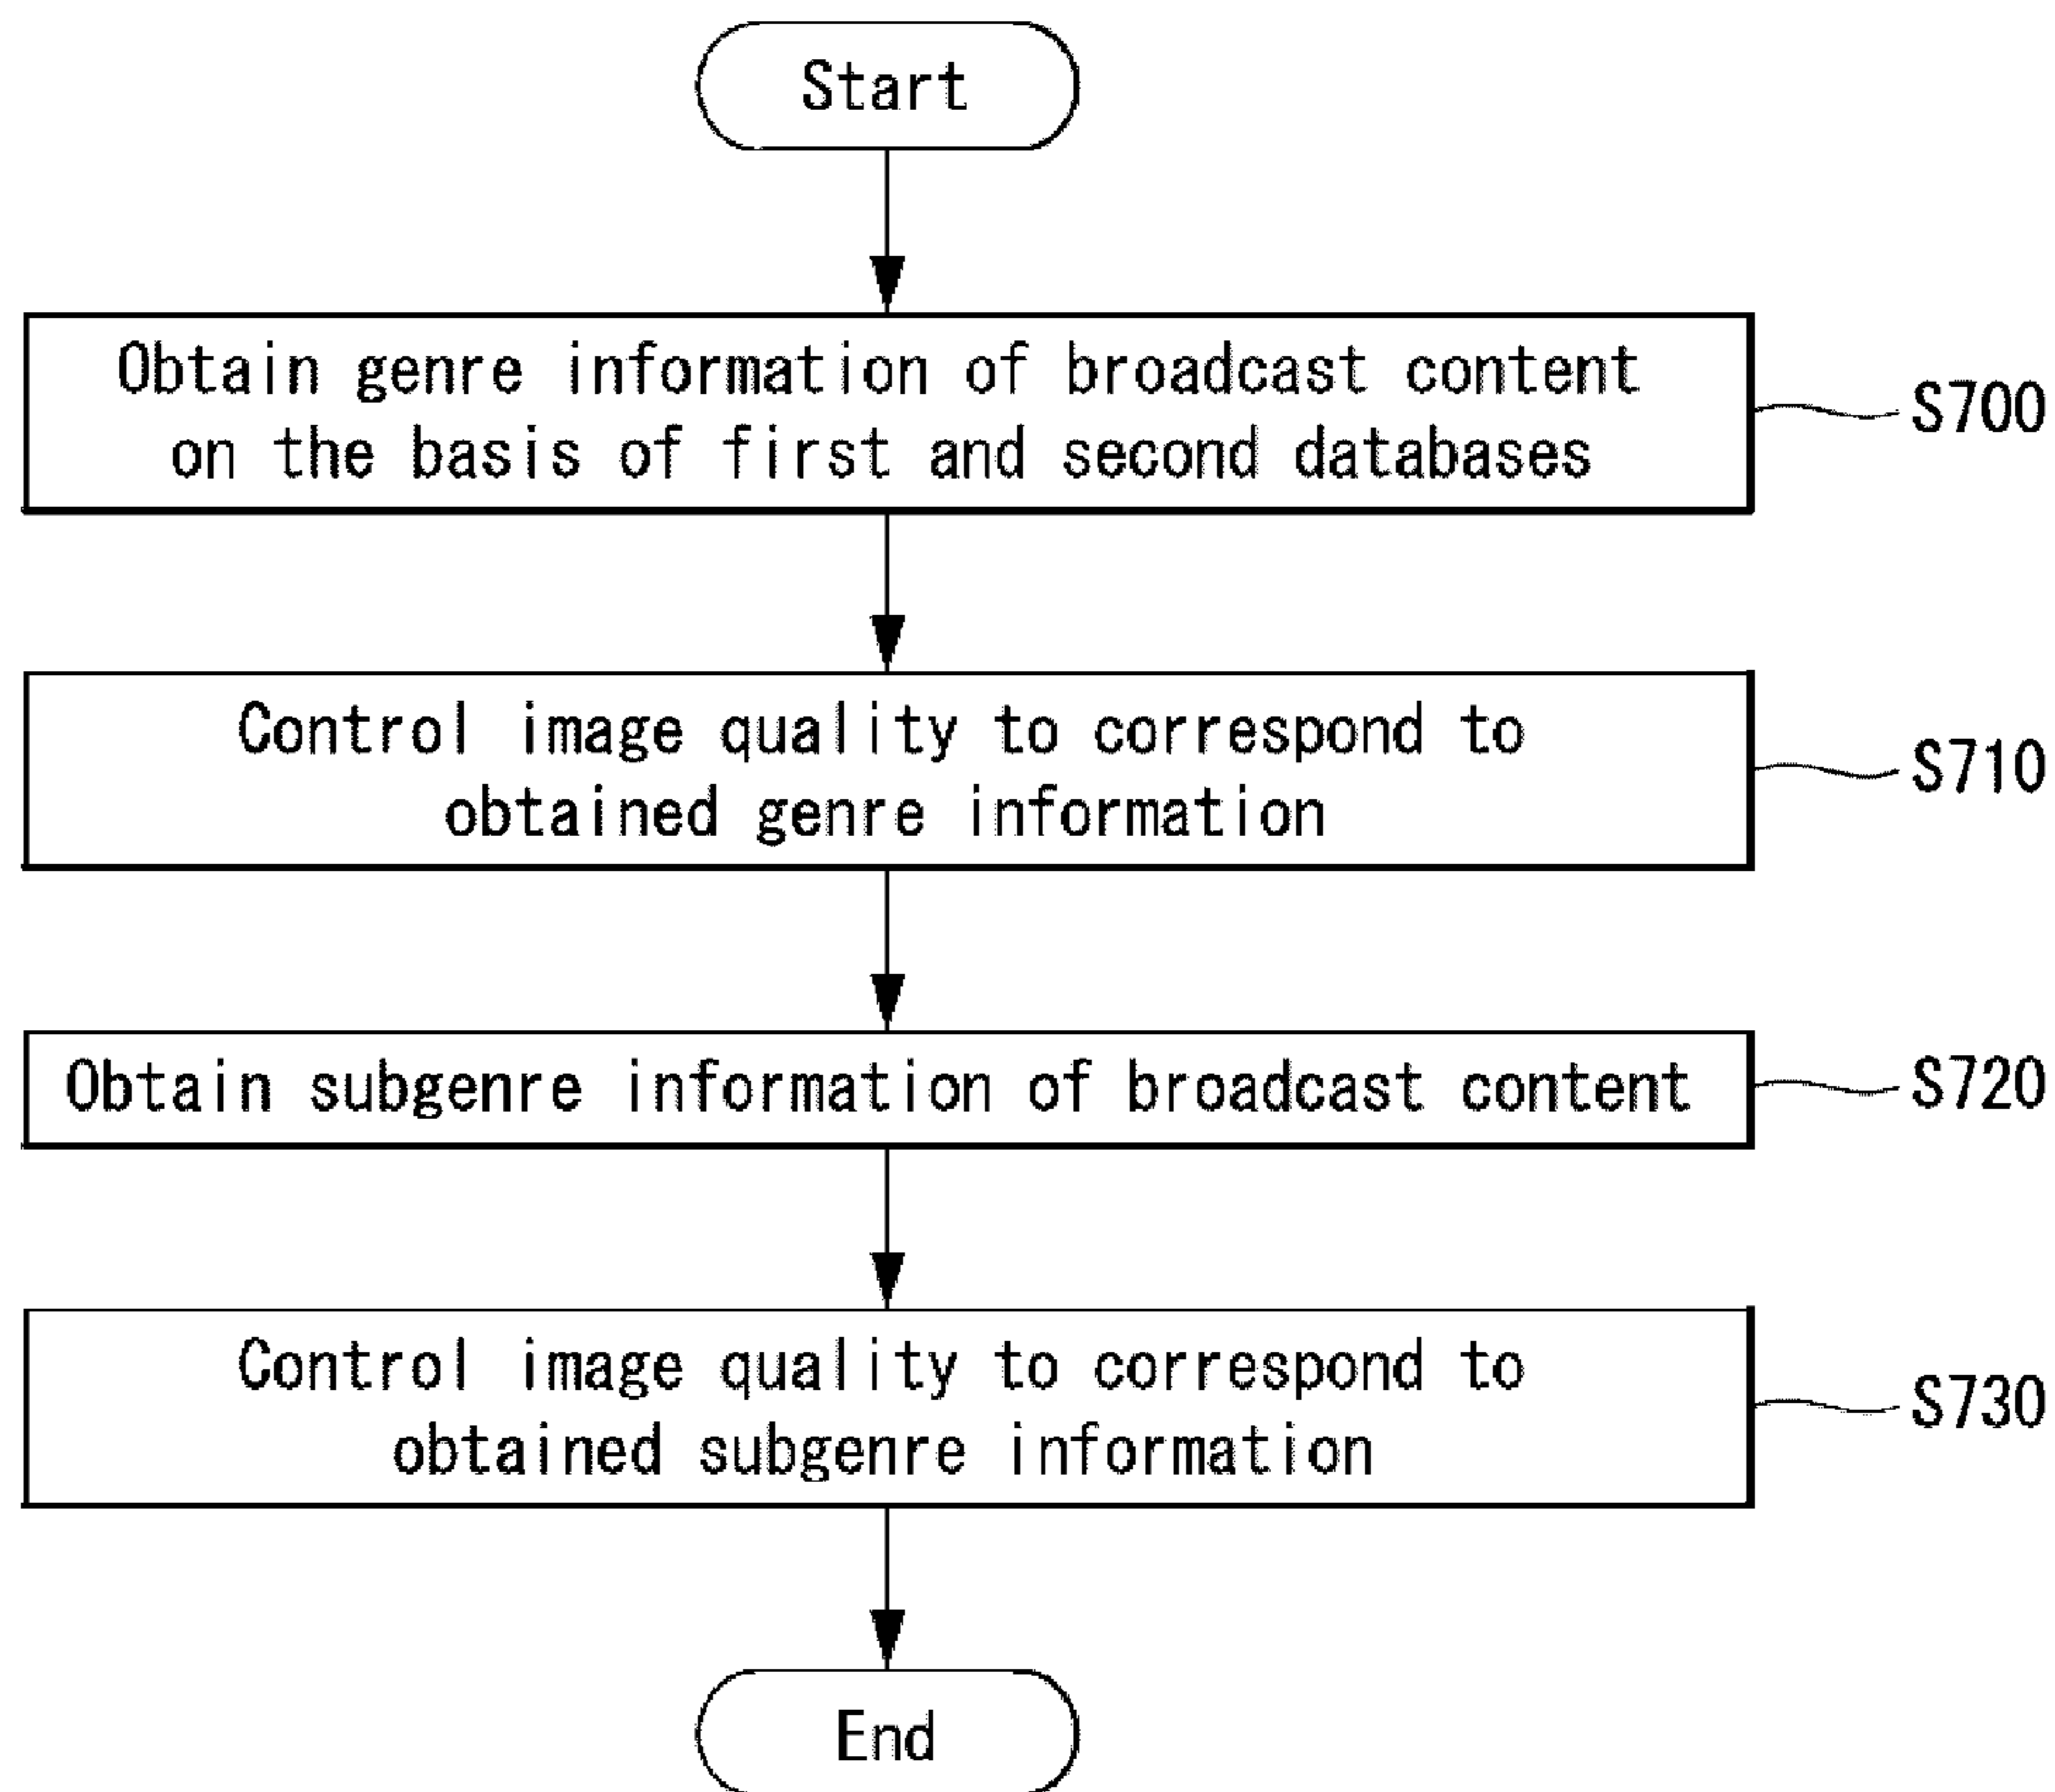 Start
Obtain genre information of broadcast content
on the basis of first and second databases
S700
Control image quality to correspond to
obtained genre information
S710
Obtain subgenre information of broadcast content
S720
Control image quality to correspond to
obtained subgenre information
S730
End